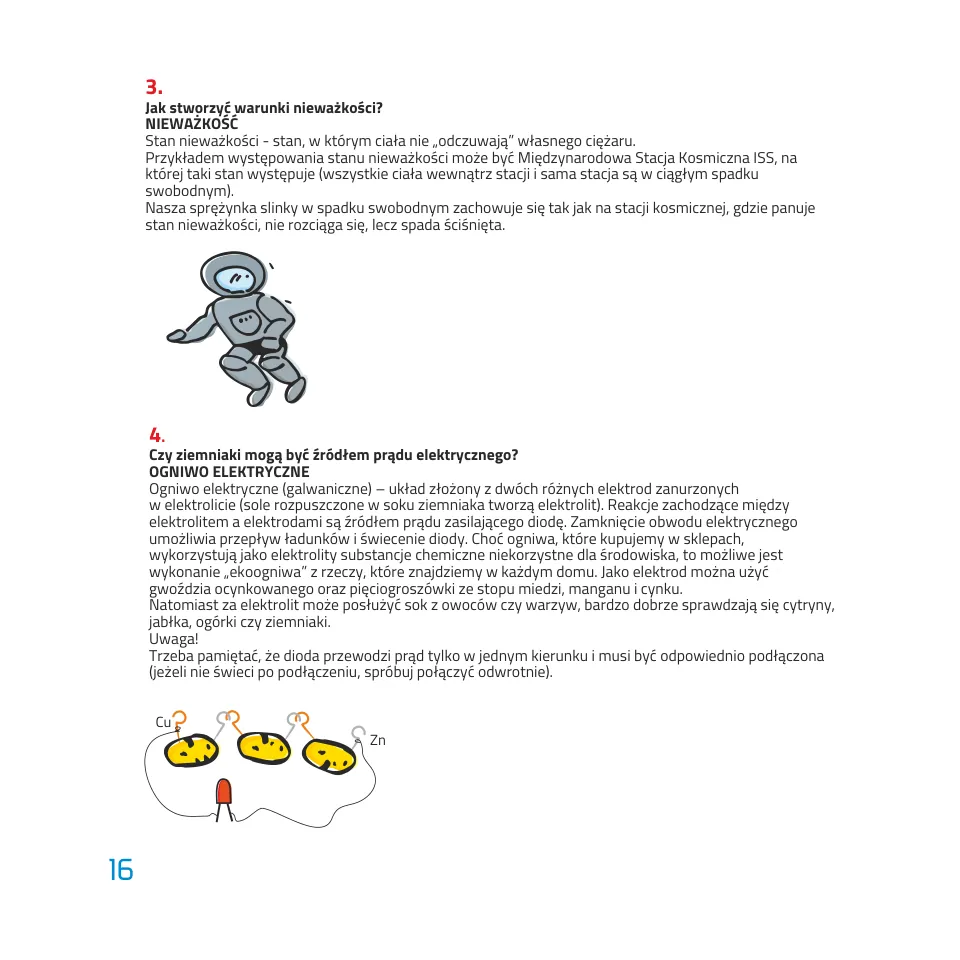 3.
Jak stworzyć warunki nieważkości?
NIEWAŻKOŚĆ
Stan nieważkości - stan, w którym ciała nie „odczuwają” własnego ciężaru.
Przykładem występowania stanu nieważkości może być Międzynarodowa Stacja Kosmiczna ISS, na
której taki stan występuje (wszystkie ciała wewnątrz stacji i sama stacja są w ciągłym spadku
swobodnym).
Nasza sprężynka slinky w spadku swobodnym zachowuje się tak jak na stacji kosmicznej, gdzie panuje
stan nieważkości, nie rozciąga się, lecz spada ściśnięta.
4.
Czy ziemniaki mogą być źródłem prądu elektrycznego?
OGNIWO ELEKTRYCZNE
Ogniwo elektryczne (galwaniczne) – układ złożony z dwóch różnych elektrod zanurzonych
w elektrolicie (sole rozpuszczone w soku ziemniaka tworzą elektrolit). Reakcje zachodzące między
elektrolitem a elektrodami są źródłem prądu zasilającego diodę. Zamknięcie obwodu elektrycznego
umożliwia przepływ ładunków i świecenie diody. Choć ogniwa, które kupujemy w sklepach,
wykorzystują jako elektrolity substancje chemiczne niekorzystne dla środowiska, to możliwe jest
wykonanie „ekoogniwa” z rzeczy, które znajdziemy w każdym domu. Jako elektrod można użyć
gwoździa ocynkowanego oraz pięciogroszówki ze stopu miedzi, manganu i cynku.
Natomiast za elektrolit może posłużyć sok z owoców czy warzyw, bardzo dobrze sprawdzają się cytryny,
jabłka, ogórki czy ziemniaki.
Uwaga!
Trzeba pamiętać, że dioda przewodzi prąd tylko w jednym kierunku i musi być odpowiednio podłączona
(jeżeli nie świeci po podłączeniu, spróbuj połączyć odwrotnie).
Cu
Zn
16